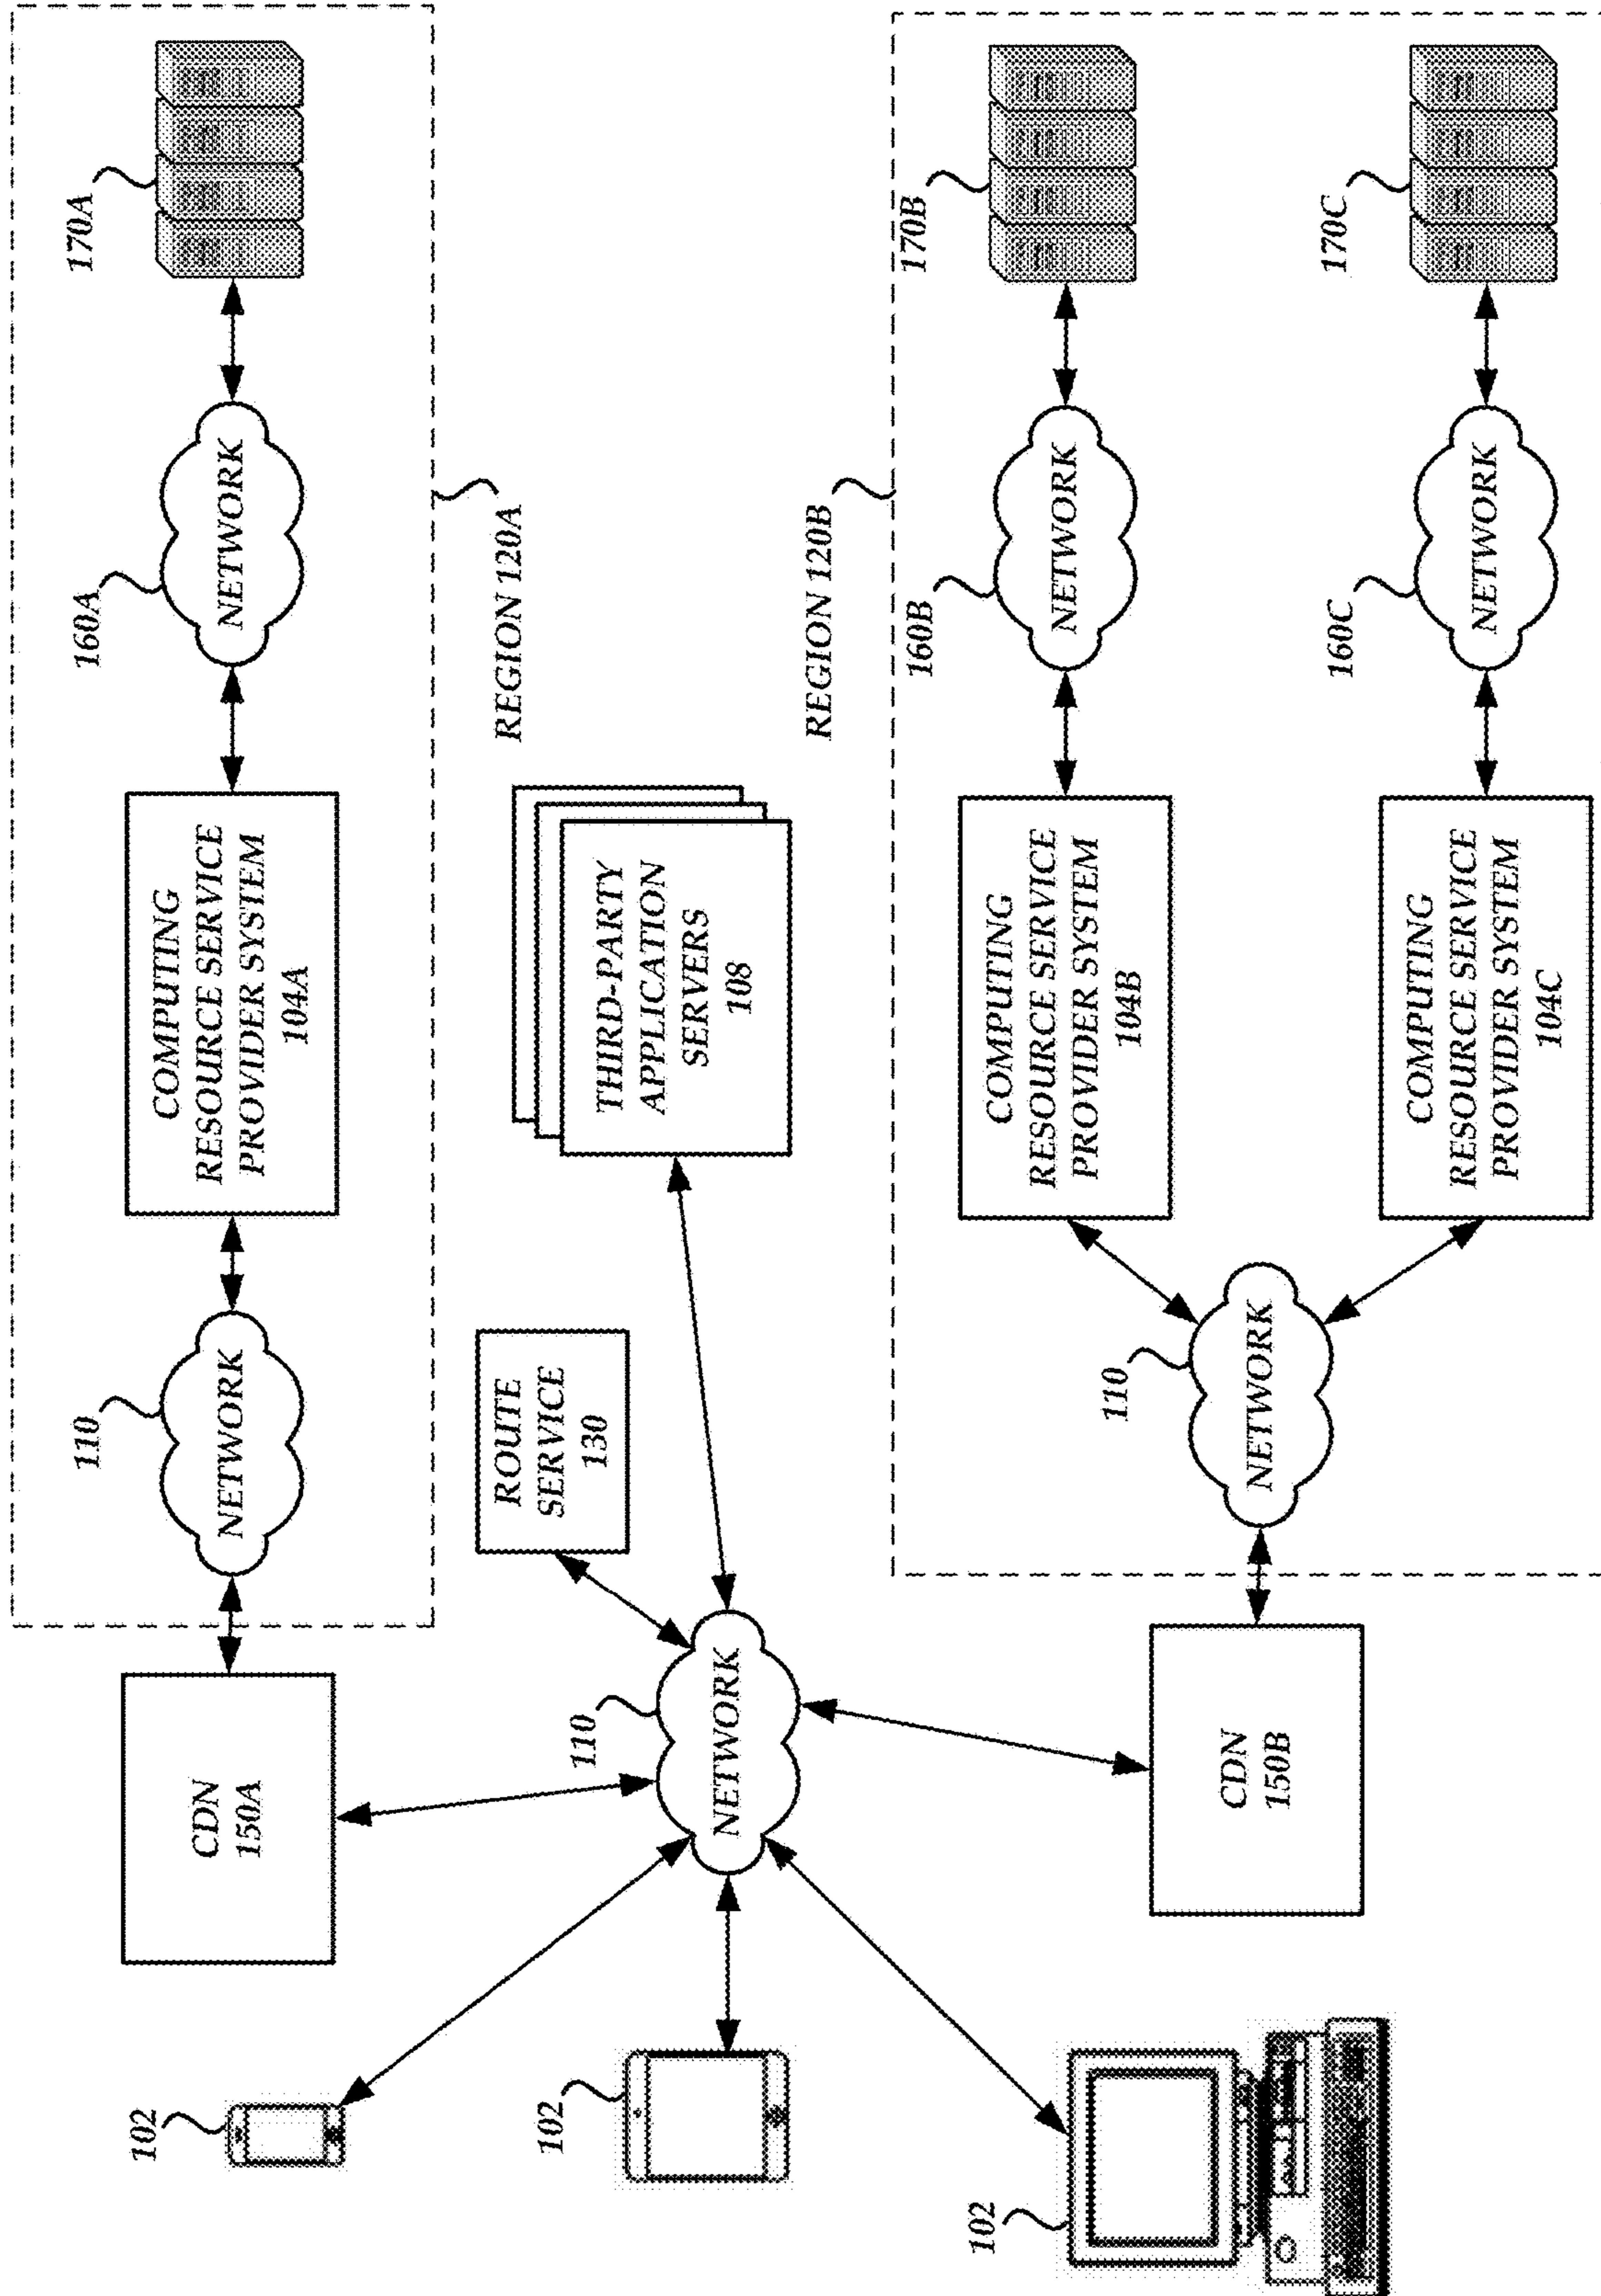 102
102
102
CDN
150A
110
NETWORK
CDN
150B
110
NETWORK
ROUTE
SERVICE
130
110
NETWORK
COMPUTING
RESOURCE SERVICE
PROVIDER SYSTEM
104A
THIRD-PARTY
APPLICATION
SERVERS
108
COMPUTING
RESOURCE SERVICE
PROVIDER SYSTEM
104B
COMPUTING
RESOURCE SERVICE
PROVIDER SYSTEM
104C
160A
NETWORK
REGION 120A
REGION 120B
160B
NETWORK
160C
NETWORK
170A
170B
170C